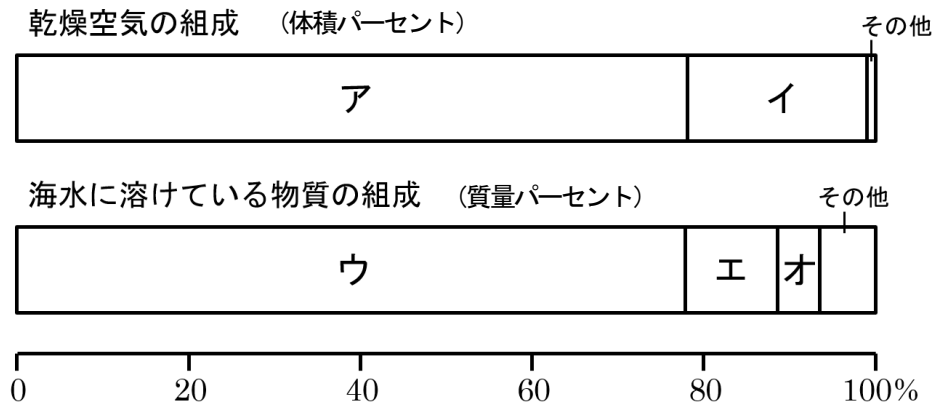 乾燥空気の組成 (体積パーセント)
その他
ア イ
海水に溶けている物質の組成 (質量パーセント)
その他
ウ エ オ
0 20 40 60 80 100%